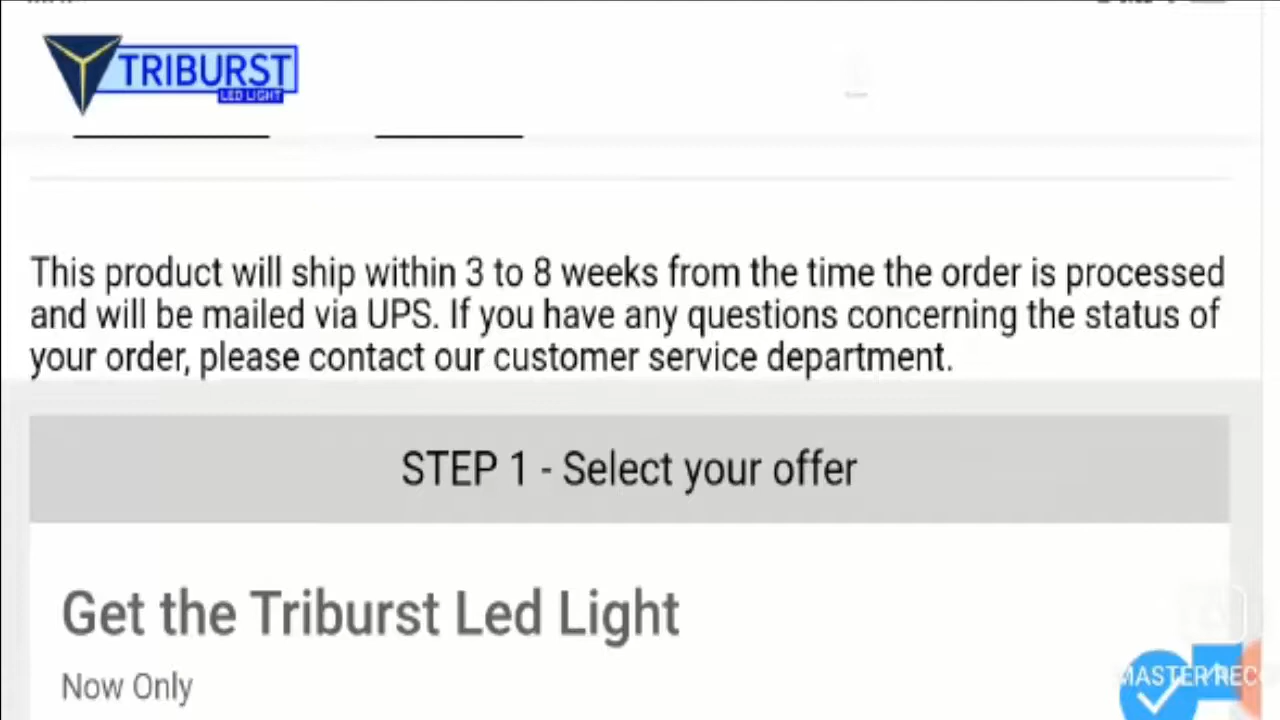 TRIBURST
LED LIGHT
This product will ship within 3 to 8 weeks from the time the order is processed
and will be mailed via UPS. If you have any questions concerning the status of
your order, please contact our customer service department.
STEP 1 - Select your offer
Get the Triburst Led Light
Now Only
MASTER REC